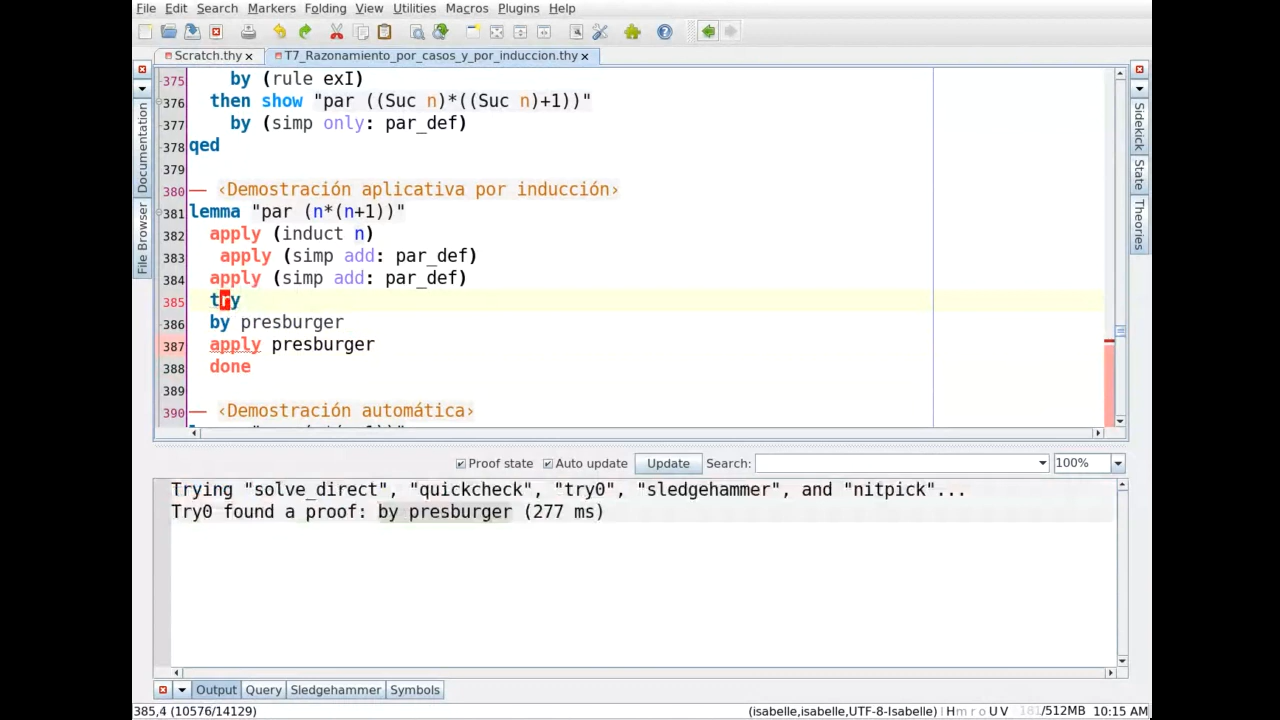 File Edit Search Markers Folding View Utilities Macros Plugins Help
Scratch.thy T7_Razonamiento_por_casos_y_por_induccion.thy
375 by (rule exI)
376 then show "par ((Suc n)*((Suc n)+1))"
377 by (simp only: par_def)
378 qed
379
380 — ‹Demostración aplicativa por inducción›
381 lemma "par (n*(n+1))"
382 apply (induct n)
383 apply (simp add: par_def)
384 apply (simp add: par_def)
385 try
386 by presburger
387 apply presburger
388 done
389
390 — ‹Demostración automática›
Documentation
File Browser
Sidekick
State
Theories
Proof state Auto update Update Search: 100%
Trying "solve_direct", "quickcheck", "try0", "sledgehammer", and "nitpick"...
Try0 found a proof: by presburger (277 ms)
Output Query Sledgehammer Symbols
385,4 (10576/14129) (isabelle,isabelle,UTF-8-Isabelle) | H m r o U V 181/512MB 10:15 AM